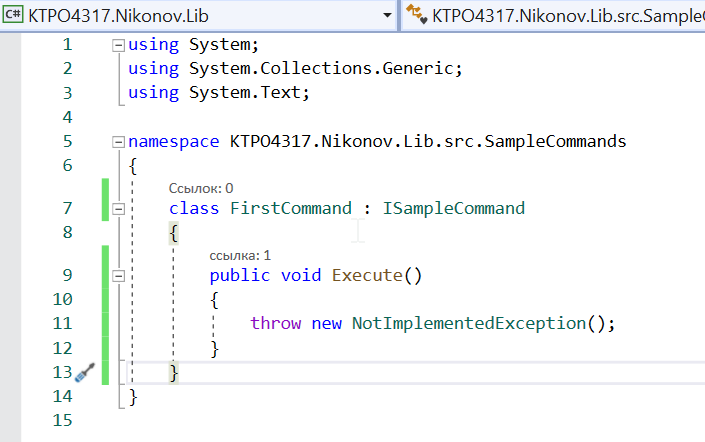 C# KTPO4317.Nikonov.Lib KTPO4317.Nikonov.Lib.src.Sample
1 using System;
2 using System.Collections.Generic;
3 using System.Text;
4
5 namespace KTPO4317.Nikonov.Lib.src.SampleCommands
6 {
Ссылок: 0
7 class FirstCommand : ISampleCommand
8 {
ссылка: 1
9 public void Execute()
10 {
11 throw new NotImplementedException();
12 }
13 }
14 }
15